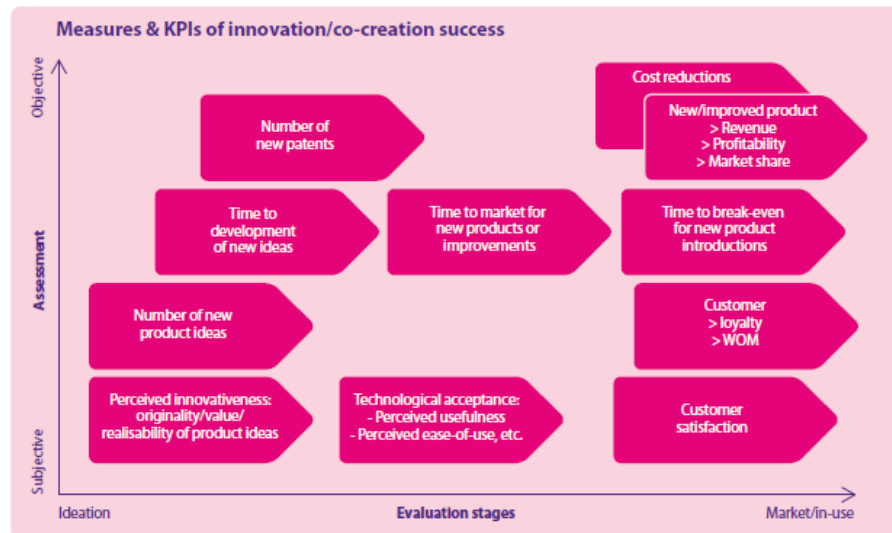 Measures & KPIs of innovation/co-creation success
Objective
Assessment
Subjective
Cost reductions
New/improved product
> Revenue
> Profitability
> Market share
Number of
new patents
Time to
development
of new ideas
Time to market for
new products or
improvements
Time to break-even
for new product
introductions
Number of new
product ideas
Customer
> loyalty
> WOM
Perceived innovativeness:
originality/value/
realisability of product ideas
Technological acceptance:
- Perceived usefulness
- Perceived ease-of-use, etc.
Customer
satisfaction
Ideation
Evaluation stages
Market/in-use